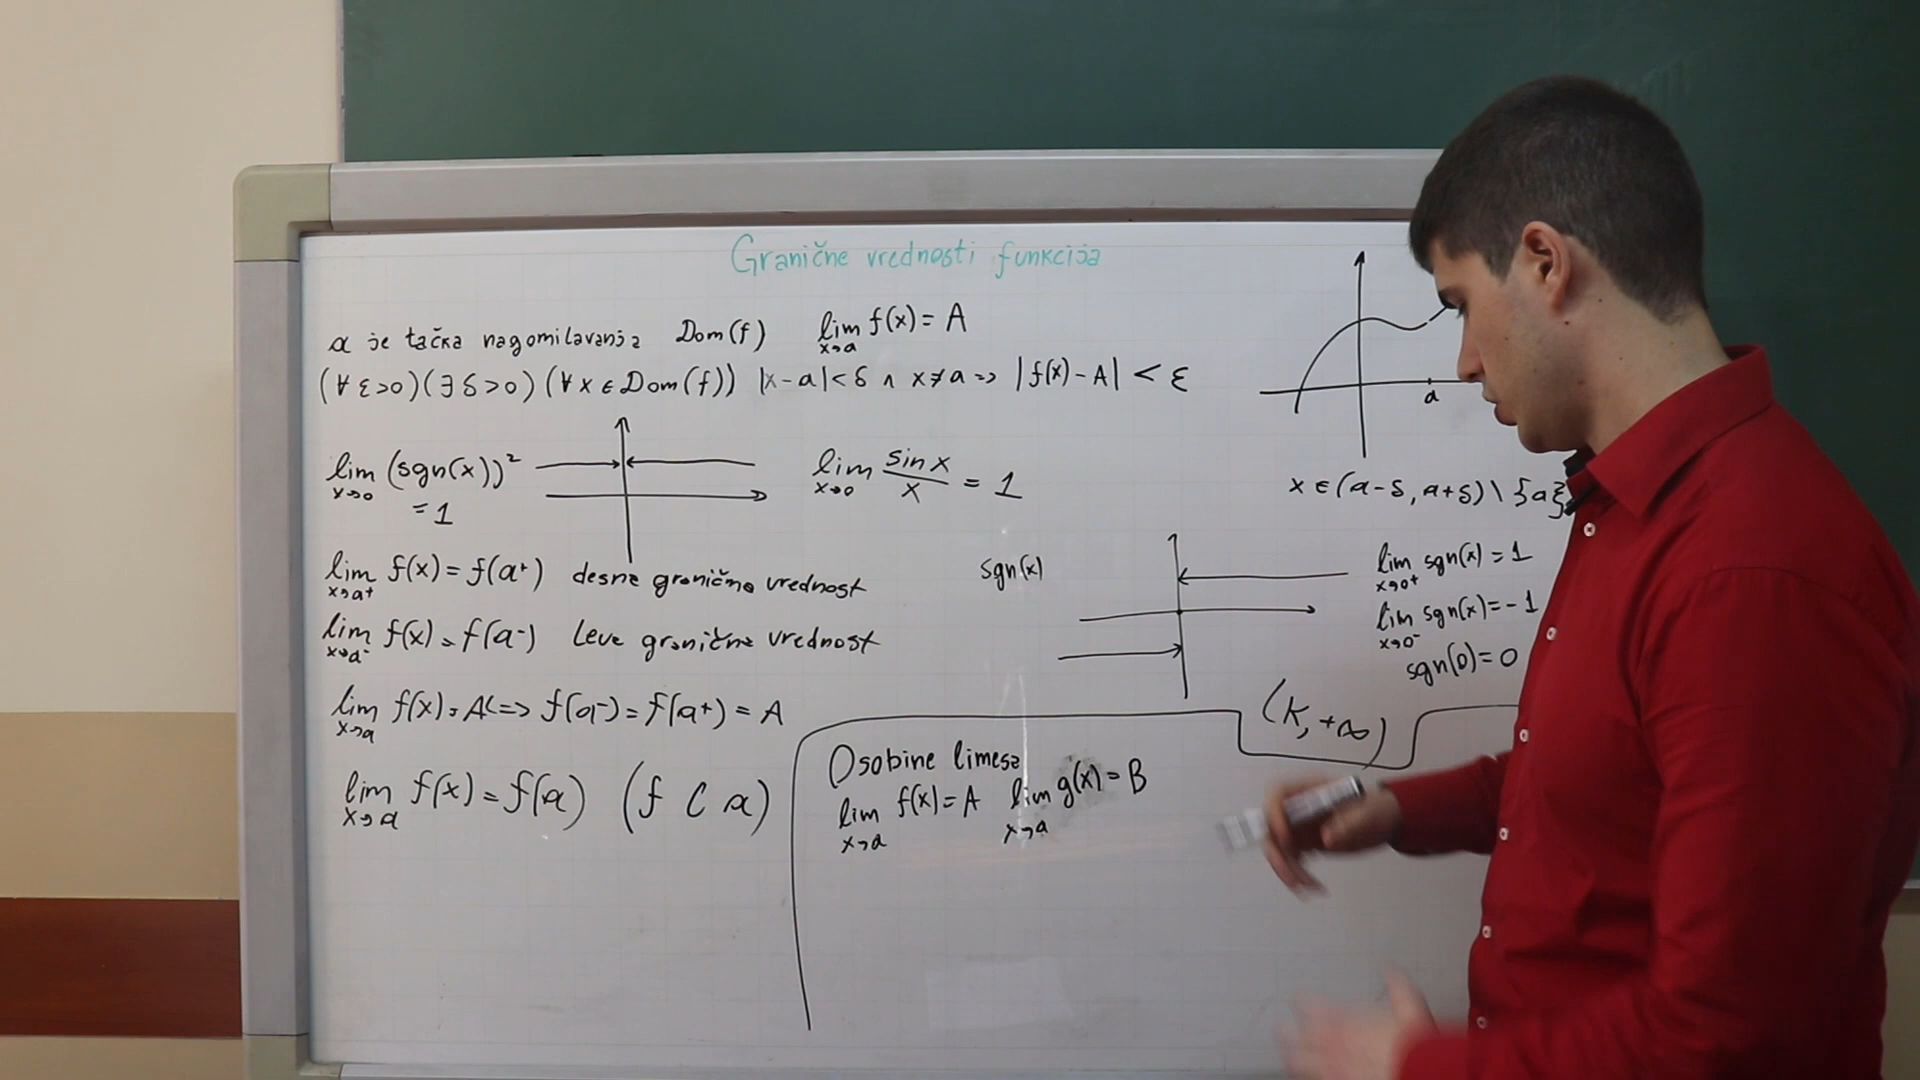 Granične vrednosti funkcija
a je tačka nagomilavanja Dom(f) lim x→a f(x) = A
(∀ε>0)(∃δ>0)(∀x∈Dom(f)) |x-a|<δ ∧ x≠a => |f(x)-A| < ε
a
lim x→0 (sgn(x))² = 1
lim x→0 sin x / x = 1
x∈(a-δ, a+δ) \ {a}
lim x→a⁺ f(x) = f(a⁺) desna granična vrednost
lim x→a⁻ f(x) = f(a⁻) Leva granična vrednost
sgn(x)
lim x→0⁺ sgn(x) = 1
lim x→0⁻ sgn(x) = -1
sgn(0) = 0
lim x→a f(x) = A <=> f(a⁻) = f(a⁺) = A
lim x→a f(x) = f(a) (f C a)
(K, +∞)
Osobine limesa
lim x→a f(x) = A lim x→a g(x) = B